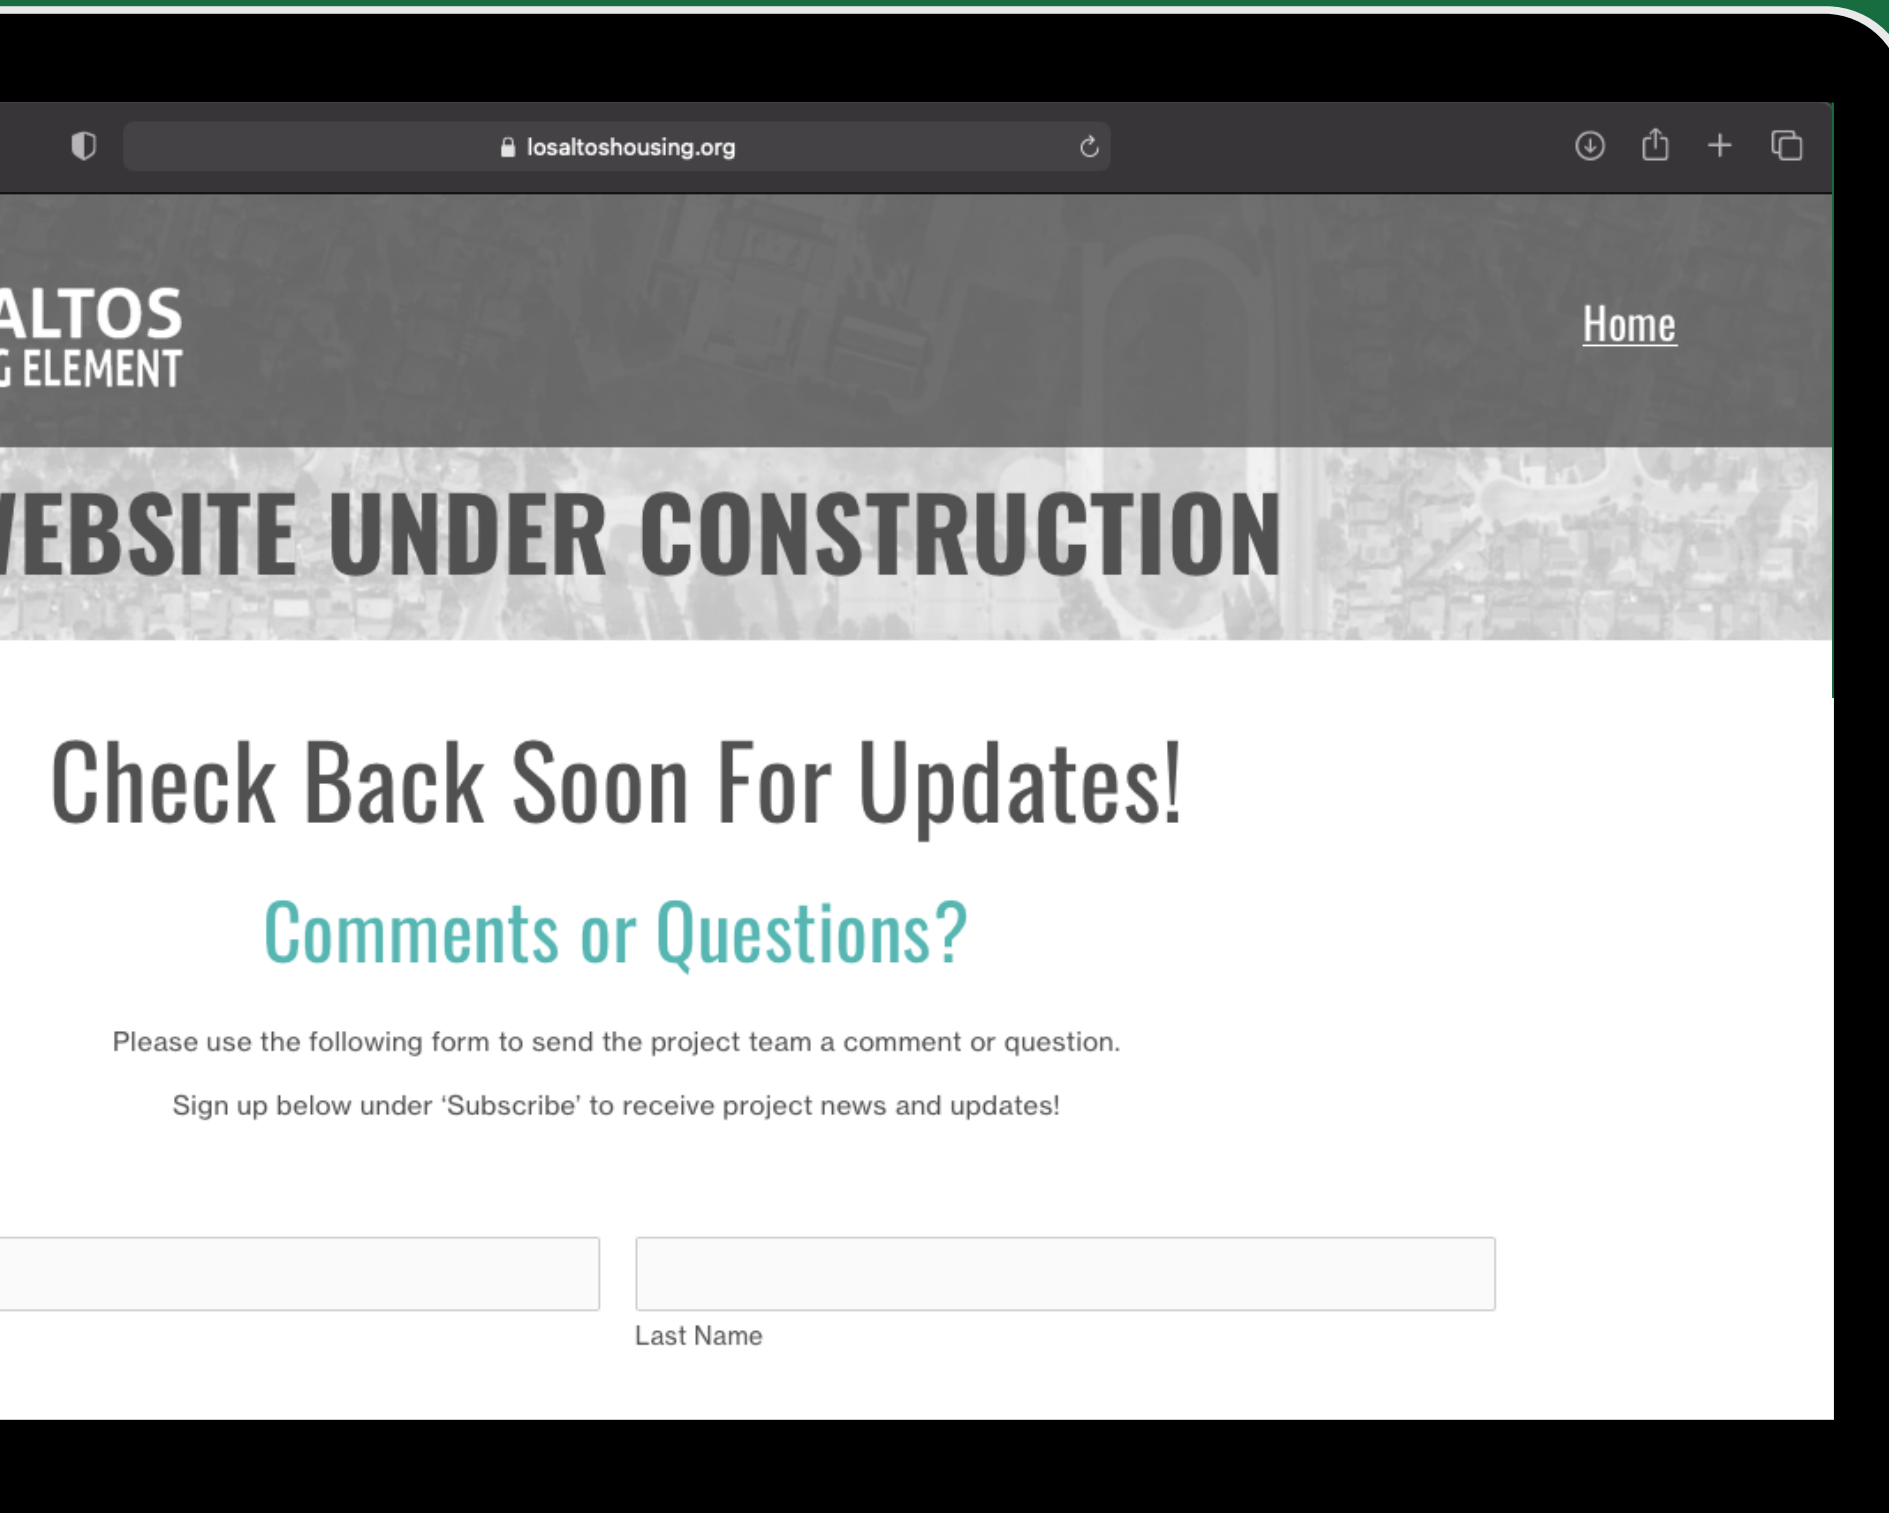 losaltoshousing.org
ALTOS
ELEMENT
Home
WEBSITE UNDER CONSTRUCTION
Check Back Soon For Updates!
Comments or Questions?
Please use the following form to send the project team a comment or question.
Sign up below under ‘Subscribe’ to receive project news and updates!
Last Name